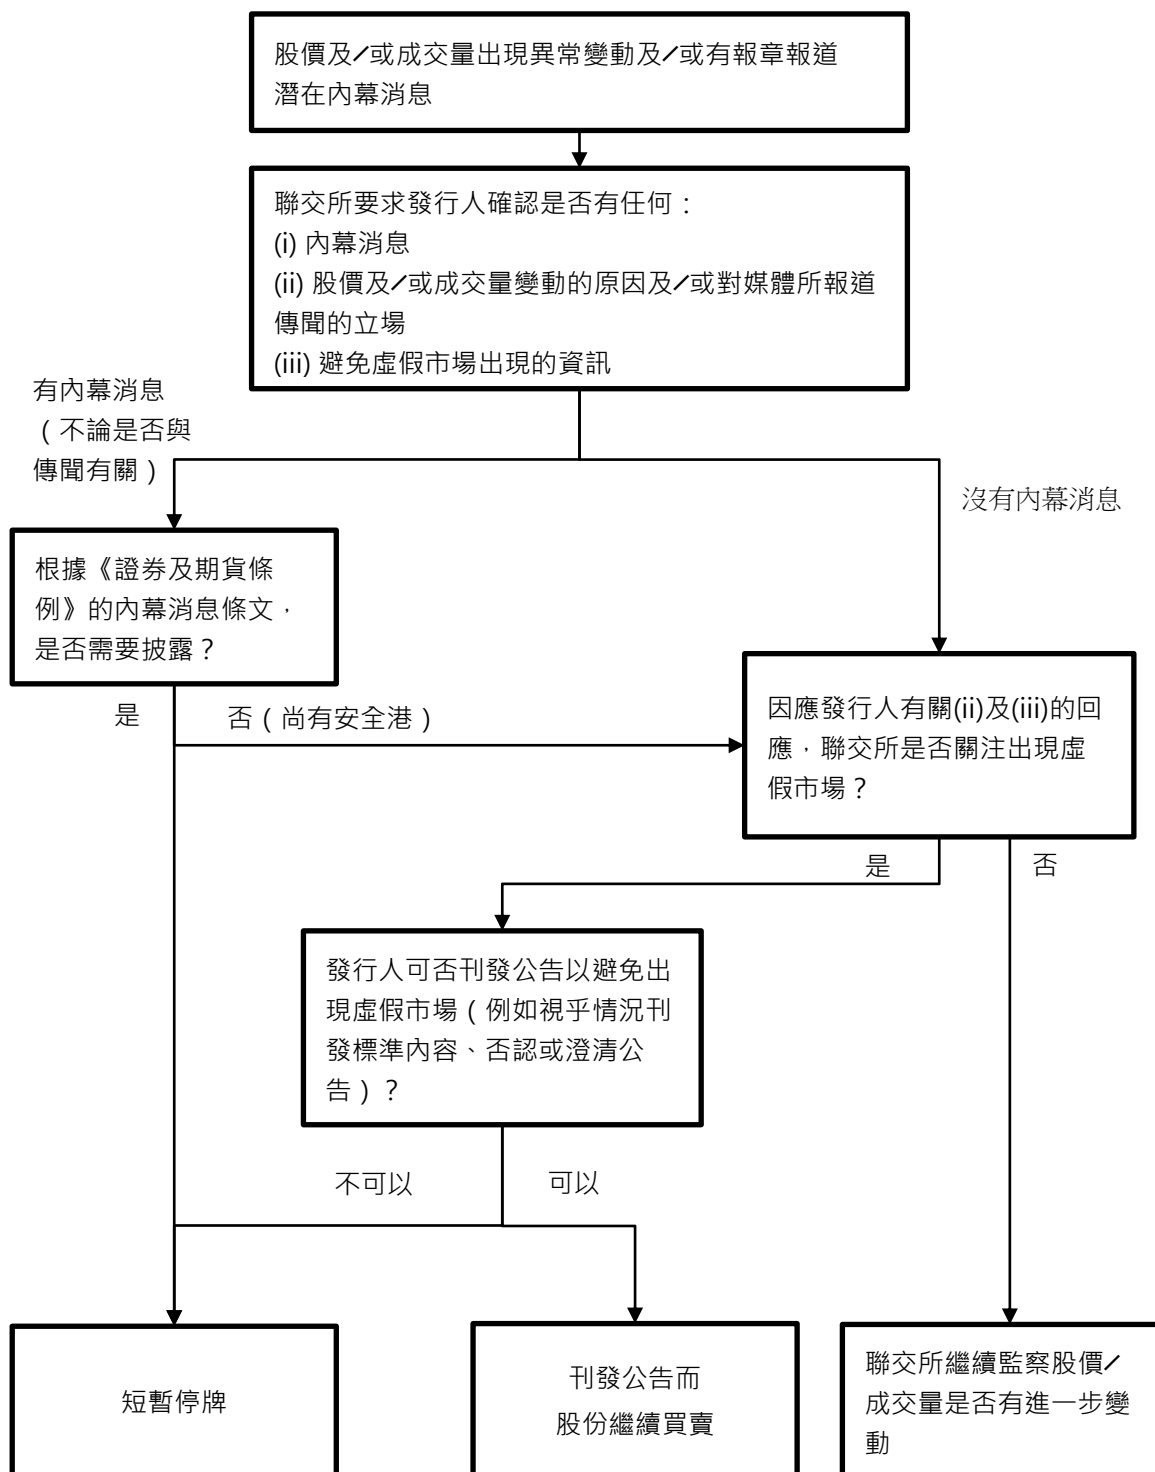 股價及╱或成交量出現異常變動及╱或有報章報道
潛在內幕消息
聯交所要求發行人確認是否有任何：
(i) 內幕消息
(ii) 股價及╱或成交量變動的原因及╱或對媒體所報道
傳聞的立場
(iii) 避免虛假市場出現的資訊
有內幕消息
（不論是否與
傳聞有關）
沒有內幕消息
根據《證券及期貨條
例》的內幕消息條文，
是否需要披露？
是
否（尚有安全港）
因應發行人有關(ii)及(iii)的回
應，聯交所是否關注出現虛
假市場？
是
否
發行人可否刊發公告以避免出
現虛假市場（例如視乎情況刊
發標準內容、否認或澄清公
告）？
不可以
可以
短暫停牌
刊發公告而
股份繼續買賣
聯交所繼續監察股價╱
成交量是否有進一步變
動